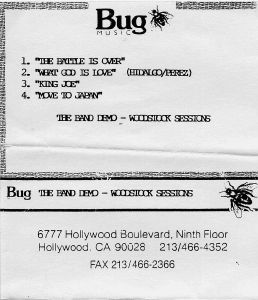 Bug
MUSIC
1. "THE BATTLE IS OVER"
2. "WHAT GOD IS LOVE" (HIDALGO/PEREZ)
3. "KING JOE"
4. "MOVE TO JAPAN"
THE BAND DEMO - WOODSTOCK SESSIONS
Bug THE BAND DEMO - WOODSTOCK SESSIONS
6777 Hollywood Boulevard, Ninth Floor
Hollywood, CA 90028 213/466-4352
FAX 213/466-2366